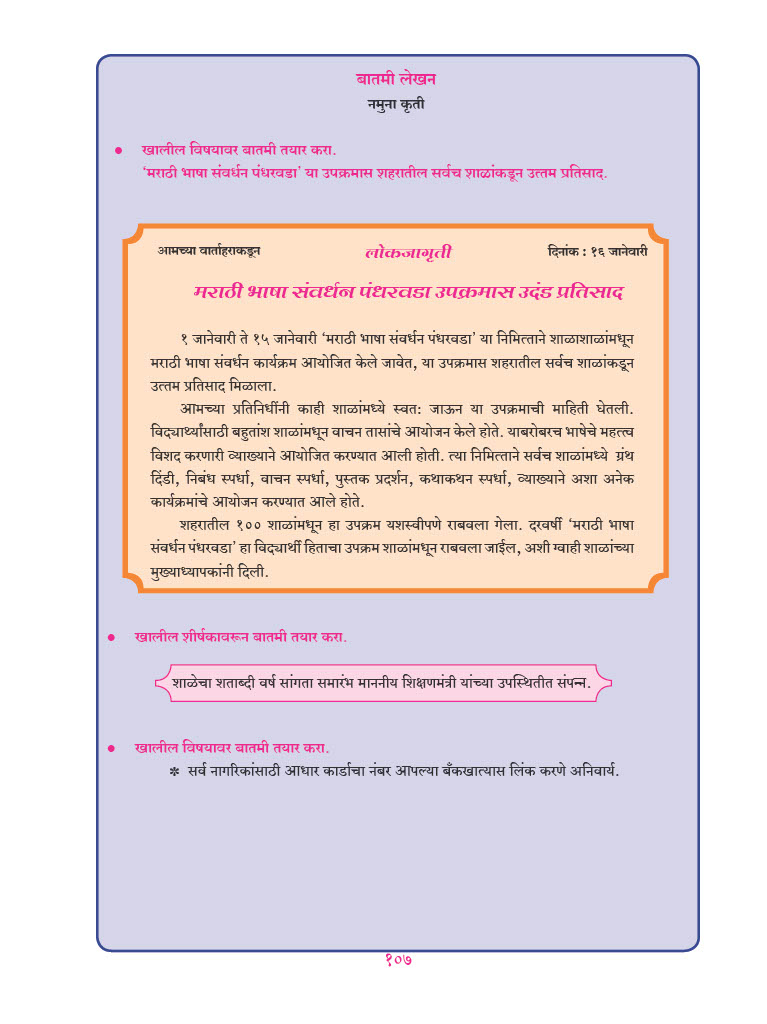 बातमी लेखन
नमुना कृती
● खालील विषयावर बातमी तयार करा.
‘मराठी भाषा संवर्धन पंधरवडा’ या उपक्रमास शहरातील सर्वच शाळांकडून उत्तम प्रतिसाद.
आमच्या वार्ताहराकडून लोकजागृती दिनांक : १६ जानेवारी
मराठी भाषा संवर्धन पंधरवडा उपक्रमास उदंड प्रतिसाद
१ जानेवारी ते १५ जानेवारी ‘मराठी भाषा संवर्धन पंधरवडा’ या निमित्ताने शाळाशाळांमधून
मराठी भाषा संवर्धन कार्यक्रम आयोजित केले जावेत, या उपक्रमास शहरातील सर्वच शाळांकडून
उत्तम प्रतिसाद मिळाला.
आमच्या प्रतिनिधींनी काही शाळांमध्ये स्वत: जाऊन या उपक्रमाची माहिती घेतली.
विद्यार्थ्यांसाठी बहुतांश शाळांमधून वाचन तासांचे आयोजन केले होते. याबरोबरच भाषेचे महत्त्व
विशद करणारी व्याख्याने आयोजित करण्यात आली होती. त्या निमित्ताने सर्वच शाळांमध्ये ग्रंथ
दिंडी, निबंध स्पर्धा, वाचन स्पर्धा, पुस्तक प्रदर्शन, कथाकथन स्पर्धा, व्याख्याने अशा अनेक
कार्यक्रमांचे आयोजन करण्यात आले होते.
शहरातील १०० शाळांमधून हा उपक्रम यशस्वीपणे राबवला गेला. दरवर्षी ‘मराठी भाषा
संवर्धन पंधरवडा’ हा विद्यार्थी हिताचा उपक्रम शाळांमधून राबवला जाईल, अशी ग्वाही शाळांच्या
मुख्याध्यापकांनी दिली.
● खालील शीर्षकावरून बातमी तयार करा.
शाळेचा शताब्दी वर्ष सांगता समारंभ माननीय शिक्षणमंत्री यांच्या उपस्थितीत संपन्न.
● खालील विषयावर बातमी तयार करा.
✽ सर्व नागरिकांसाठी आधार कार्डाचा नंबर आपल्या बँकखात्यास लिंक करणे अनिवार्य.
१०७